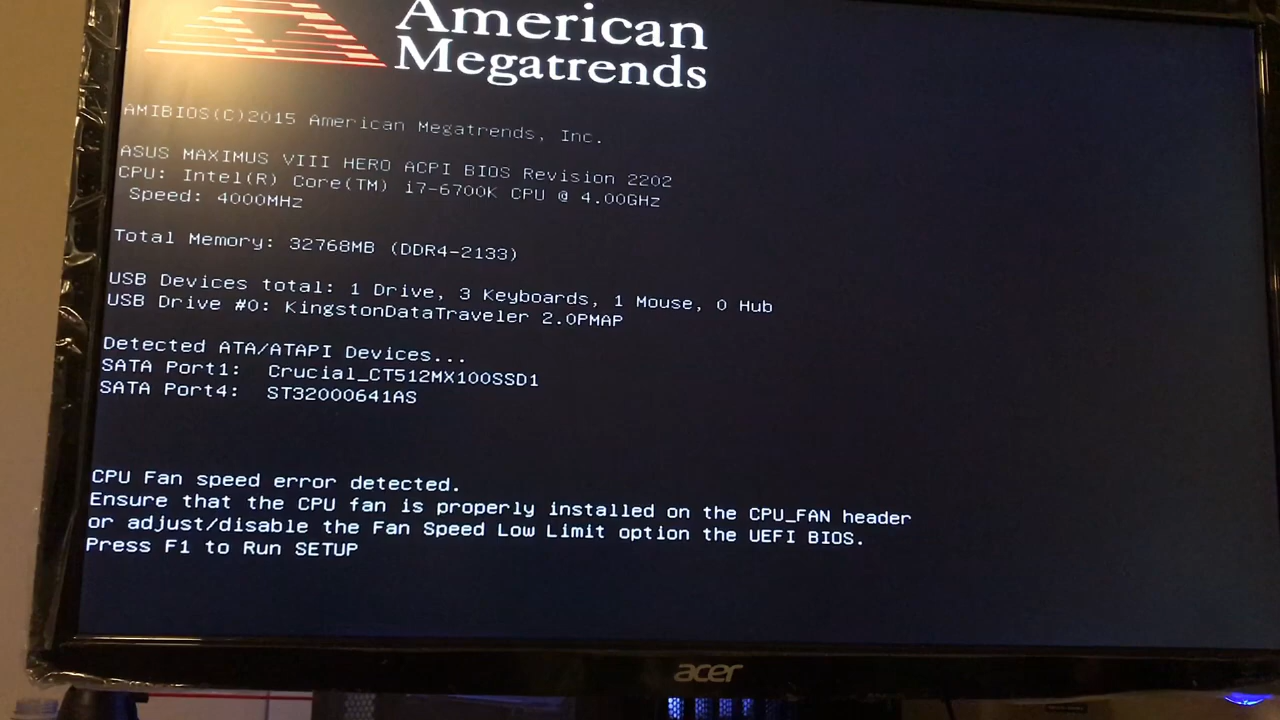 American
Megatrends
AMIBIOS(C)2015 American Megatrends, Inc.
ASUS MAXIMUS VIII HERO ACPI BIOS Revision 2202
CPU: Intel(R) Core(TM) i7-6700K CPU @ 4.00GHz
Speed: 4000MHz
Total Memory: 32768MB (DDR4-2133)
USB Devices total: 1 Drive, 3 Keyboards, 1 Mouse, 0 Hub
USB Drive #0: KingstonDataTraveler 2.0PMAP
Detected ATA/ATAPI Devices...
SATA Port1: Crucial_CT512MX100SSD1
SATA Port4: ST32000641AS
CPU Fan speed error detected.
Ensure that the CPU fan is properly installed on the CPU_FAN header
or adjust/disable the Fan Speed Low Limit option the UEFI BIOS.
Press F1 to Run SETUP
acer